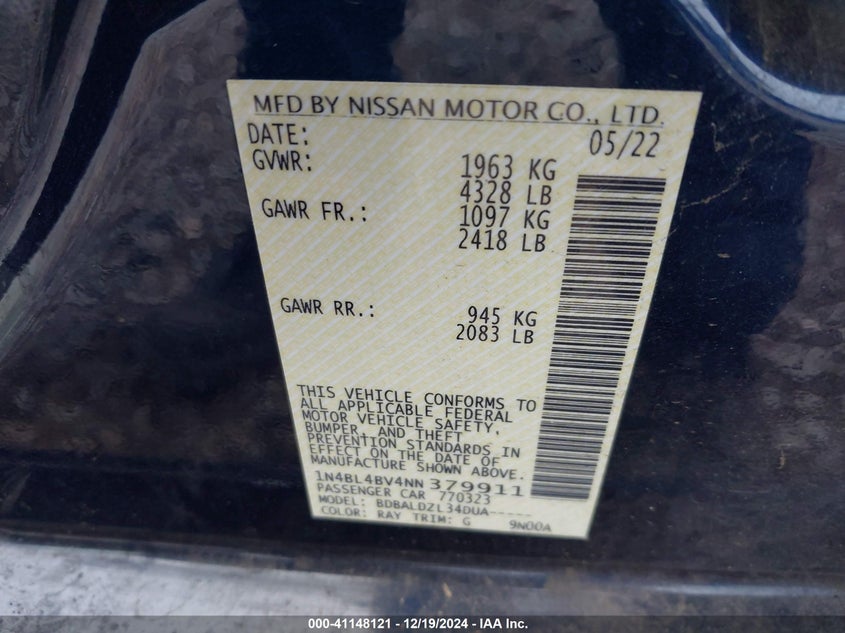 MFD BY NISSAN MOTOR CO., LTD.
DATE: 05/22
GVWR: 1963 KG
4328 LB
GAWR FR.: 1097 KG
2418 LB
GAWR RR.: 945 KG
2083 LB
THIS VEHICLE CONFORMS TO
ALL APPLICABLE FEDERAL
MOTOR VEHICLE SAFETY,
BUMPER, AND THEFT
PREVENTION STANDARDS IN
EFFECT ON THE DATE OF
MANUFACTURE SHOWN ABOVE.
1N4BL4BV4NN379911
PASSENGER CAR 770323
MODEL: BDBALDZL34DUA-----
COLOR: RAY TRIM: G 9N00A
000-41148121 - 12/19/2024 - IAA Inc.